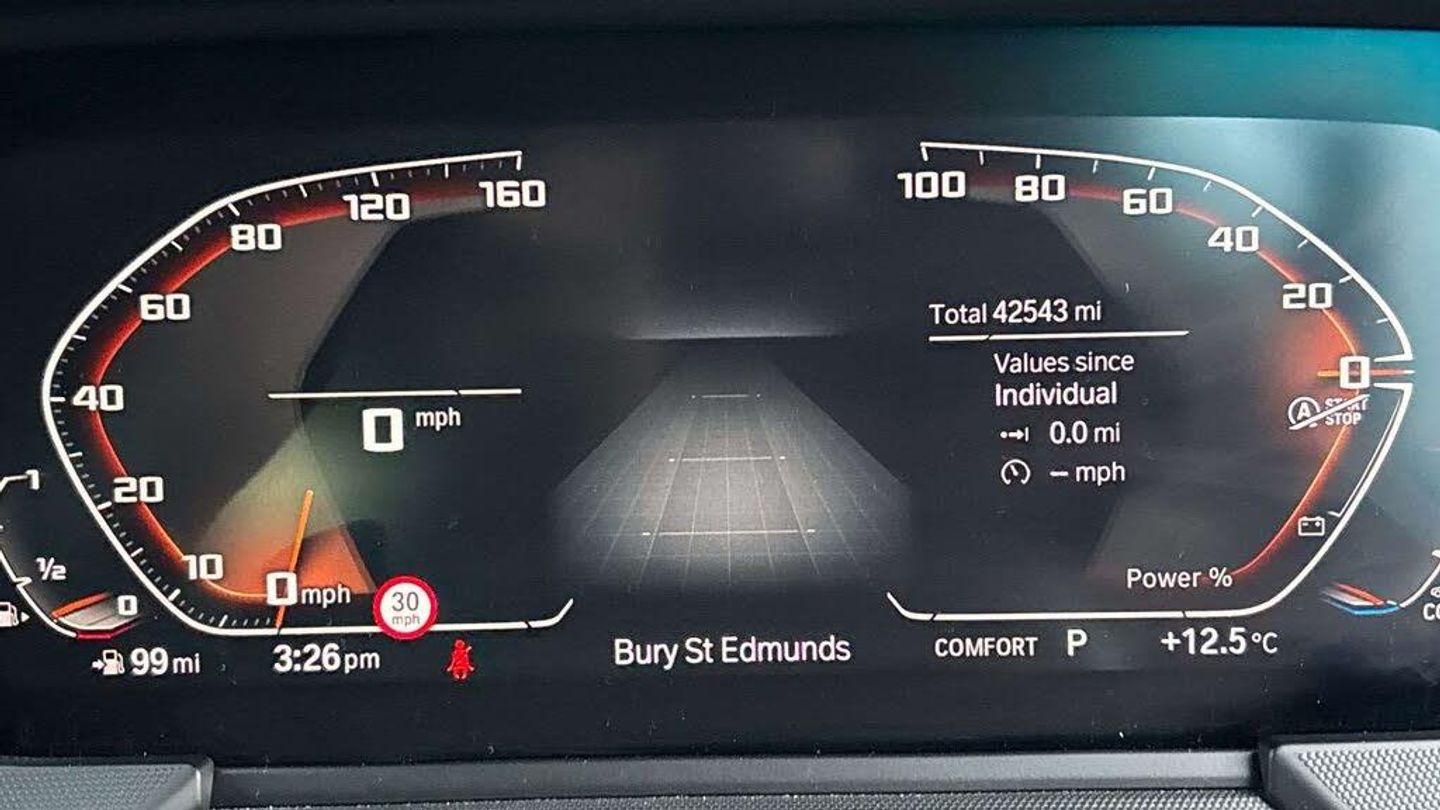 160
120
80
60
40
20
10
0 mph
0 mph
30
mph
1
½
0
99 mi
3:26 pm
Bury St Edmunds
100
80
60
40
20
0
Total 42543 mi
Values since
Individual
0.0 mi
– mph
A
START
STOP
Power %
COMFORT P +12.5 °C